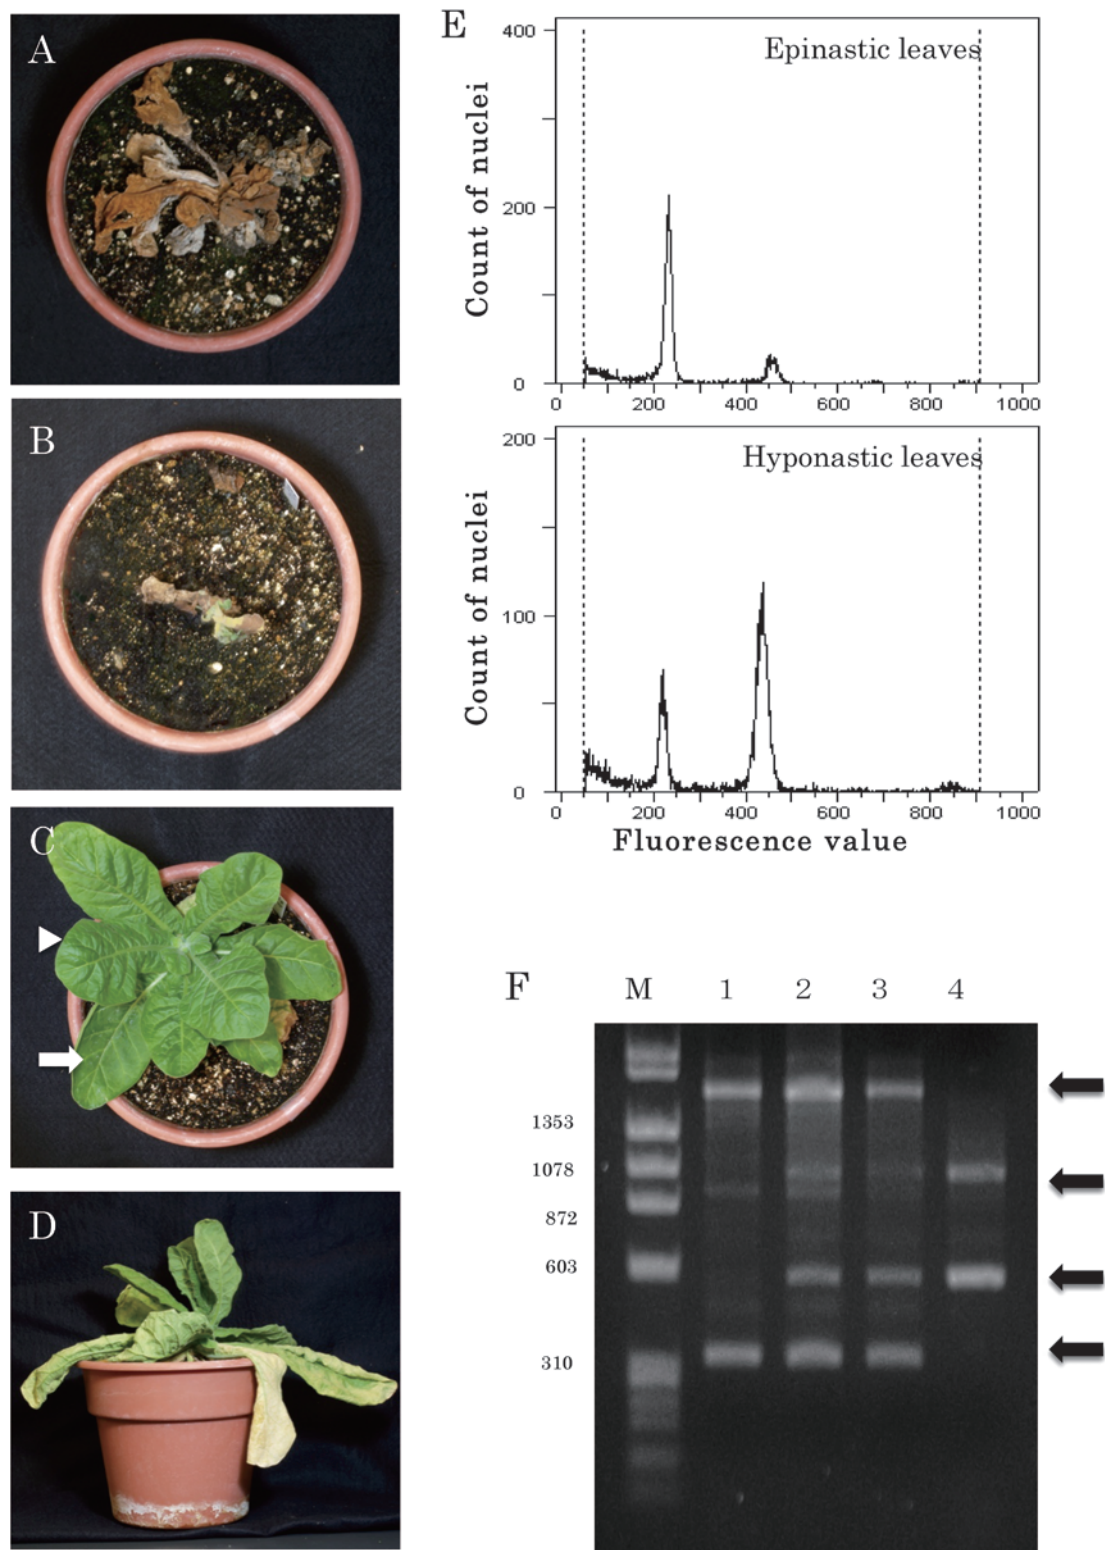 A
B
C
D
E
Epinastic leaves
Count of nuclei
400
200
0
0 200 400 600 800 1000
Hyponastic leaves
Count of nuclei
200
100
0
0 200 400 600 800 1000
Fluorescence value
F
M 1 2 3 4
1353
1078
872
603
310